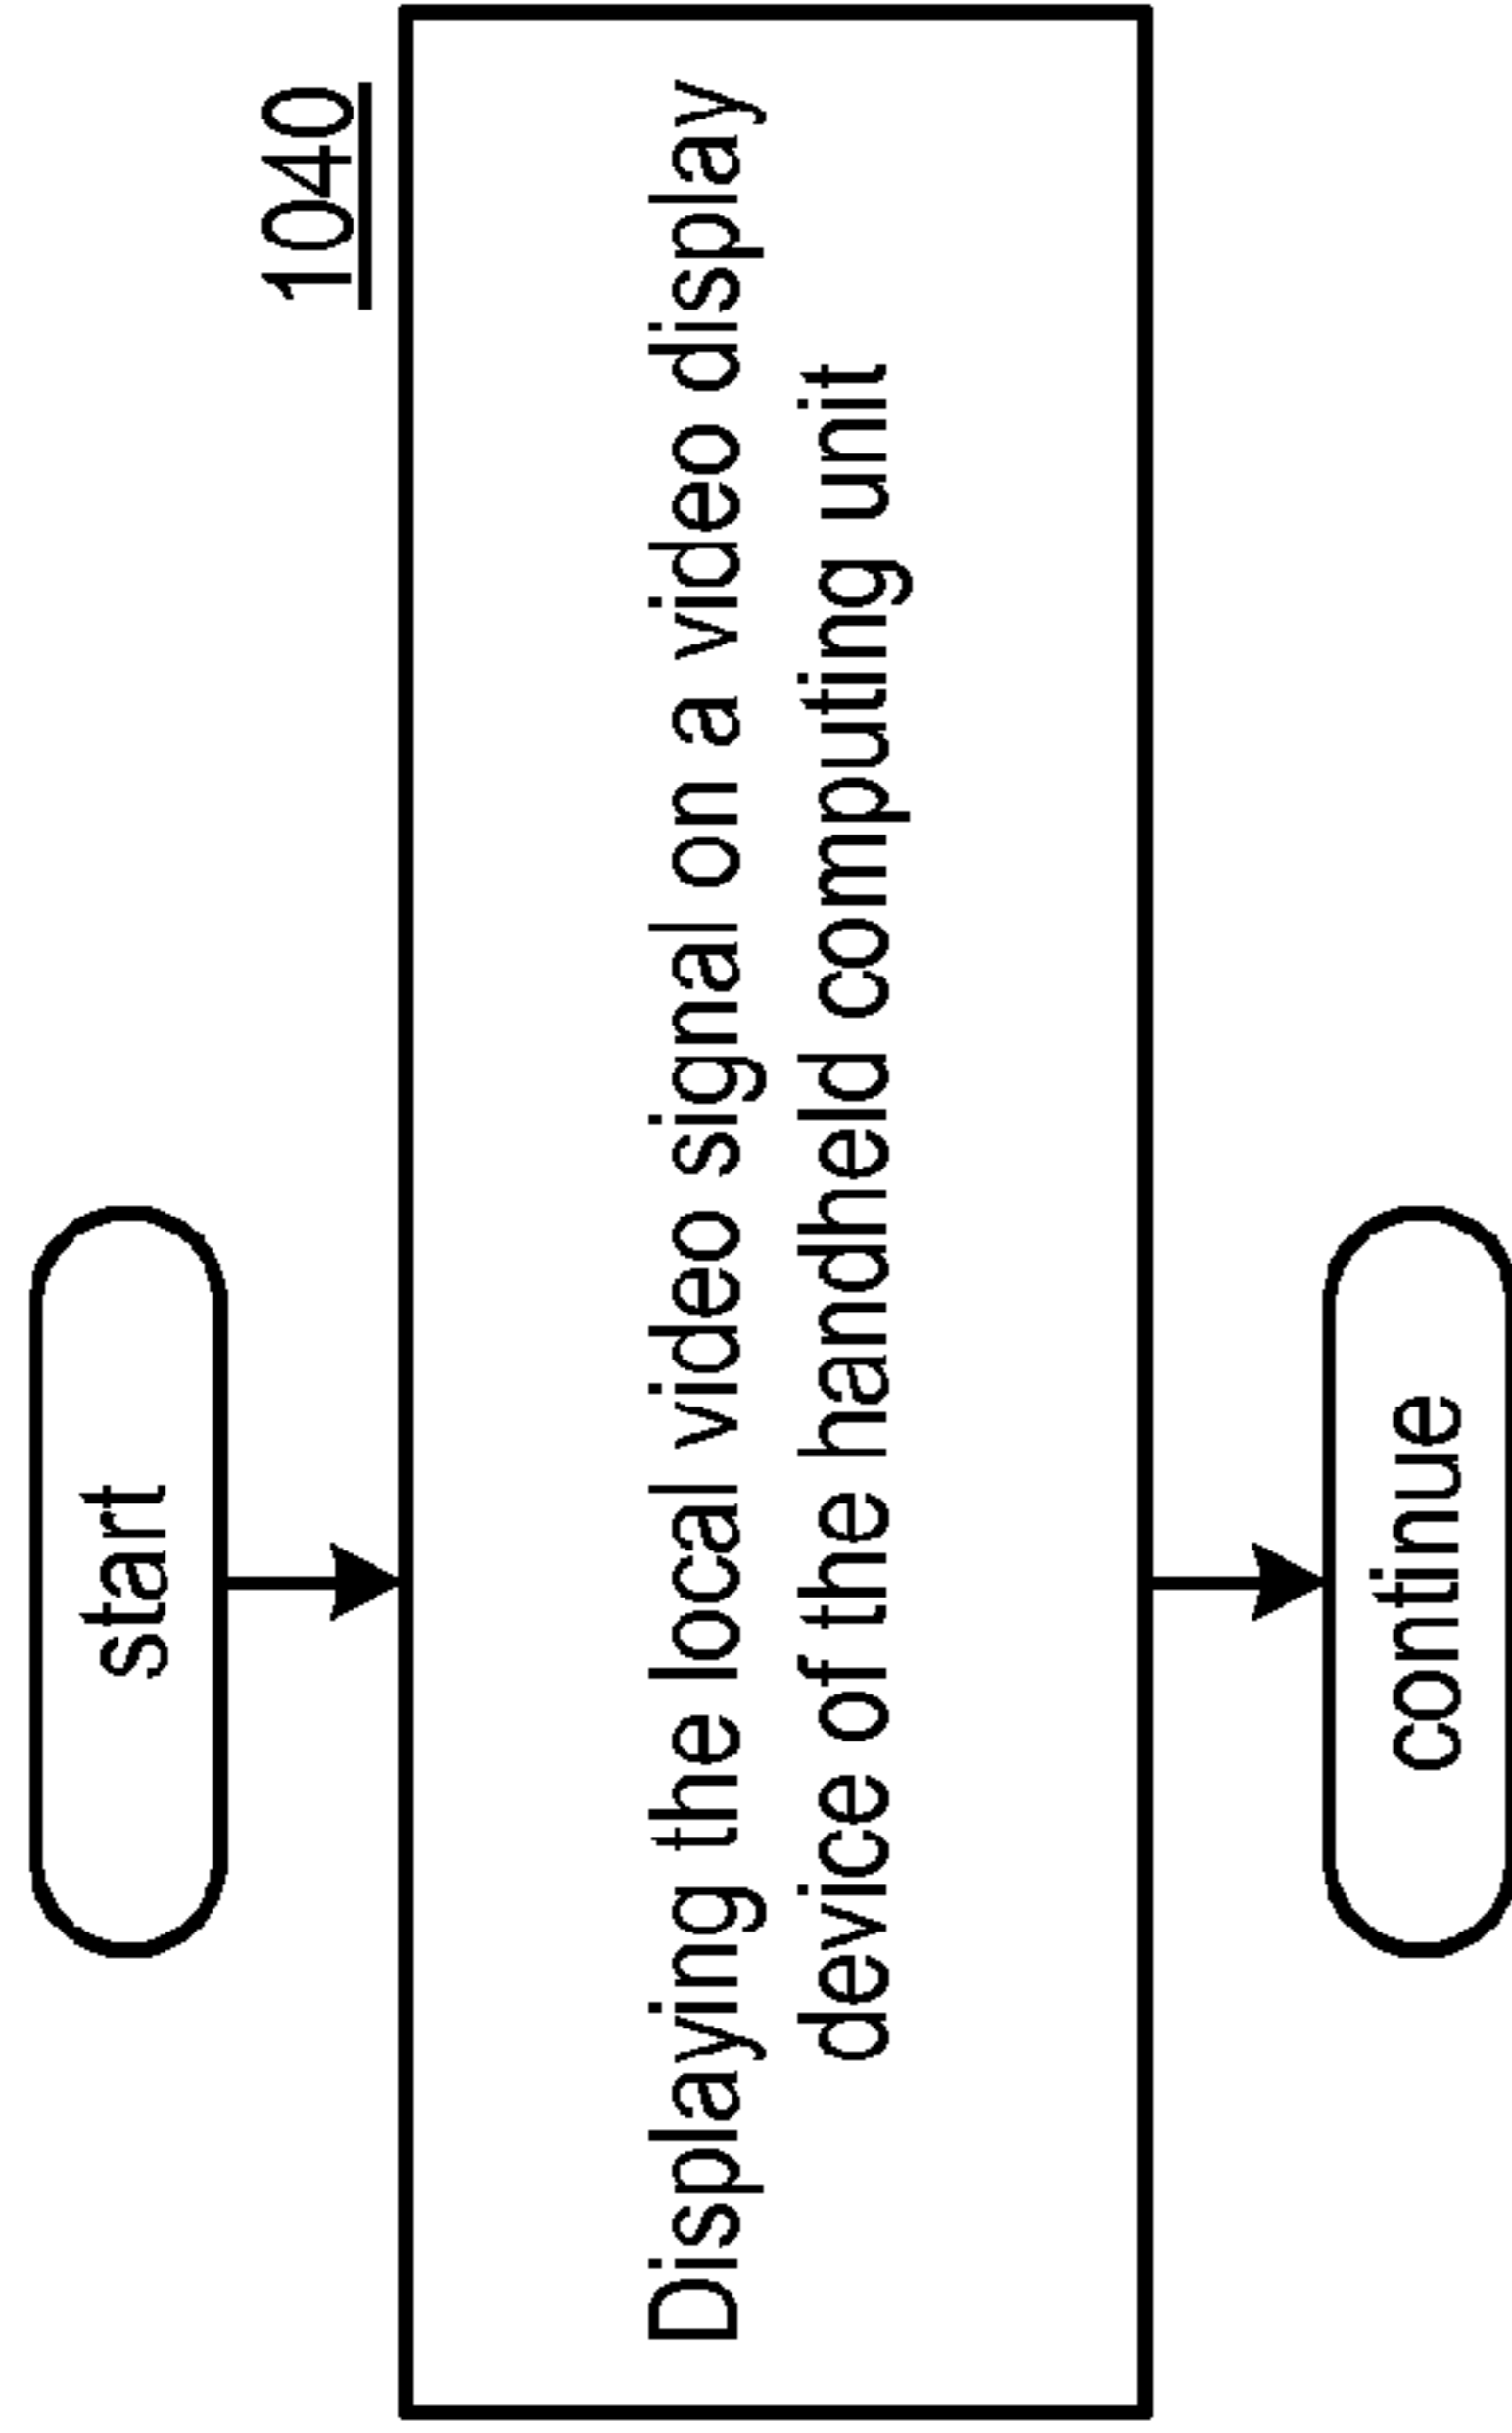 start
1040
Displaying the local video signal on a video display
device of the handheld computing unit
continue